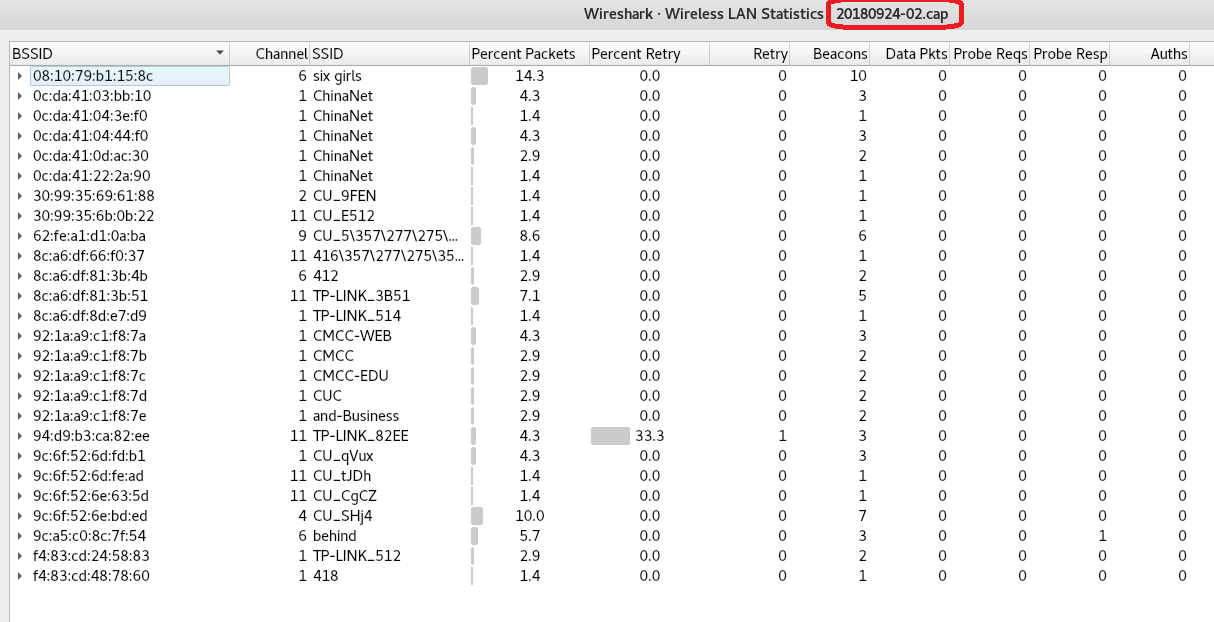 Wireshark · Wireless LAN Statistics 20180924-02.cap
BSSID Channel SSID Percent Packets Percent Retry Retry Beacons Data Pkts Probe Reqs Probe Resp Auths
08:10:79:b1:15:8c 6 six girls 14.3 0.0 0 10 0 0 0 0
0c:da:41:03:bb:10 1 ChinaNet 4.3 0.0 0 3 0 0 0 0
0c:da:41:04:3e:f0 1 ChinaNet 1.4 0.0 0 1 0 0 0 0
0c:da:41:04:44:f0 1 ChinaNet 4.3 0.0 0 3 0 0 0 0
0c:da:41:0d:ac:30 1 ChinaNet 2.9 0.0 0 2 0 0 0 0
0c:da:41:22:2a:90 1 ChinaNet 1.4 0.0 0 1 0 0 0 0
30:99:35:69:61:88 2 CU_9FEN 1.4 0.0 0 1 0 0 0 0
30:99:35:6b:0b:22 11 CU_E512 1.4 0.0 0 1 0 0 0 0
62:fe:a1:d1:0a:ba 9 CU_5\357\277\275\... 8.6 0.0 0 6 0 0 0 0
8c:a6:df:66:f0:37 11 416\357\277\275\35... 1.4 0.0 0 1 0 0 0 0
8c:a6:df:81:3b:4b 6 412 2.9 0.0 0 2 0 0 0 0
8c:a6:df:81:3b:51 11 TP-LINK_3B51 7.1 0.0 0 5 0 0 0 0
8c:a6:df:8d:e7:d9 1 TP-LINK_514 1.4 0.0 0 1 0 0 0 0
92:1a:a9:c1:f8:7a 1 CMCC-WEB 4.3 0.0 0 3 0 0 0 0
92:1a:a9:c1:f8:7b 1 CMCC 2.9 0.0 0 2 0 0 0 0
92:1a:a9:c1:f8:7c 1 CMCC-EDU 2.9 0.0 0 2 0 0 0 0
92:1a:a9:c1:f8:7d 1 CUC 2.9 0.0 0 2 0 0 0 0
92:1a:a9:c1:f8:7e 1 and-Business 2.9 0.0 0 2 0 0 0 0
94:d9:b3:ca:82:ee 11 TP-LINK_82EE 4.3 33.3 1 3 0 0 0 0
9c:6f:52:6d:fd:b1 1 CU_qVux 4.3 0.0 0 3 0 0 0 0
9c:6f:52:6d:fe:ad 11 CU_tJDh 1.4 0.0 0 1 0 0 0 0
9c:6f:52:6e:63:5d 11 CU_CgCZ 1.4 0.0 0 1 0 0 0 0
9c:6f:52:6e:bd:ed 4 CU_SHj4 10.0 0.0 0 7 0 0 0 0
9c:a5:c0:8c:7f:54 6 behind 5.7 0.0 0 3 0 0 1 0
f4:83:cd:24:58:83 1 TP-LINK_512 2.9 0.0 0 2 0 0 0 0
f4:83:cd:48:78:60 1 418 1.4 0.0 0 1 0 0 0 0